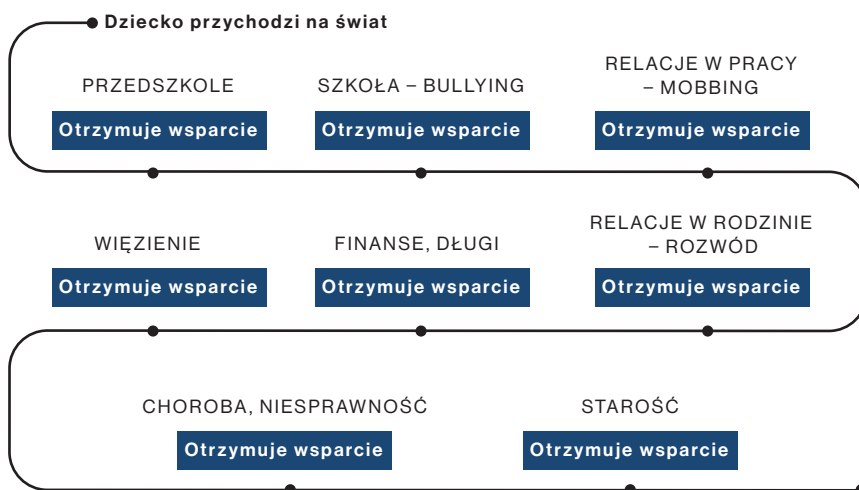 Dziecko przychodzi na świat
PRZEDSZKOLE
Otrzymuje wsparcie
SZKOŁA – BULLYING
Otrzymuje wsparcie
RELACJE W PRACY
– MOBBING
Otrzymuje wsparcie
WIĘZIENIE
Otrzymuje wsparcie
FINANSE, DŁUGI
Otrzymuje wsparcie
RELACJE W RODZINIE
– ROZWÓD
Otrzymuje wsparcie
CHOROBA, NIESPRAWNOŚĆ
Otrzymuje wsparcie
STAROŚĆ
Otrzymuje wsparcie